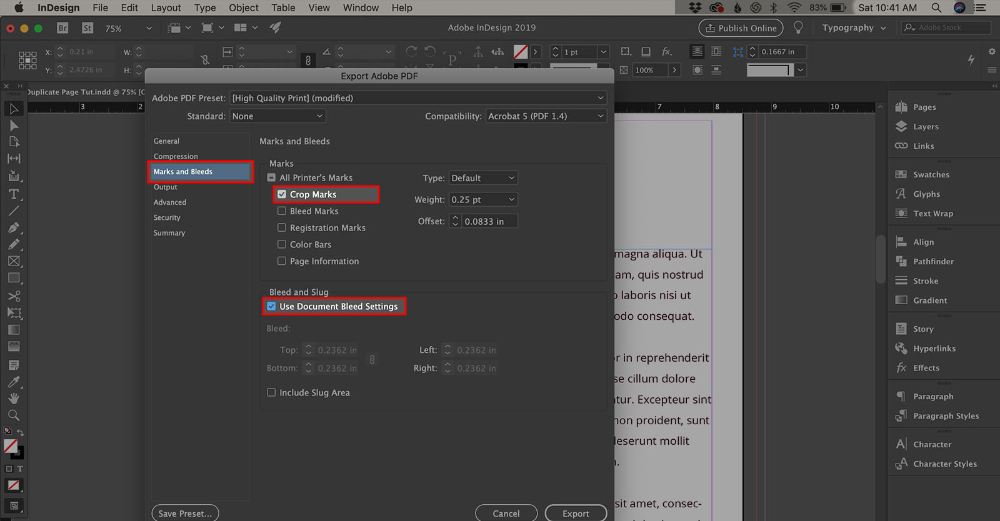 InDesign File Edit Layout Type Object Table View Window Help 83% Sat 10:41 AM
Br St 75% Adobe InDesign 2019 Publish Online Typography Adobe Stock
X: 0.21 in W: 1 pt 0.1667 in
Y: 2.4726 in H: P 100%
Export Adobe PDF
Duplicate Page Tut.indd @ 75%
Adobe PDF Preset: [High Quality Print] (modified)
Standard: None Compatibility: Acrobat 5 (PDF 1.4)
3 2 7 8 9 10
General
Compression
Marks and Bleeds
Output
Advanced
Security
Summary
Marks and Bleeds
Marks
All Printer's Marks
Crop Marks
Bleed Marks
Registration Marks
Color Bars
Page Information
Type: Default
Weight: 0.25 pt
Offset: 0.0833 in
Bleed and Slug
Use Document Bleed Settings
Bleed:
Top: 0.2362 in Left: 0.2362 in
Bottom: 0.2362 in Right: 0.2362 in
Include Slug Area
Save Preset... Cancel Export
magna aliqua. Ut
am, quis nostrud
laboris nisi ut
odo consequat.
or in reprehenderit
se cillum dolore
tur. Excepteur sint
non proident, sunt
deserunt mollit
sit amet, consec-
Pages
Layers
Links
Swatches
Glyphs
Text Wrap
Align
Pathfinder
Stroke
Gradient
Story
Hyperlinks
Effects
Paragraph
Paragraph Styles
Character
Character Styles